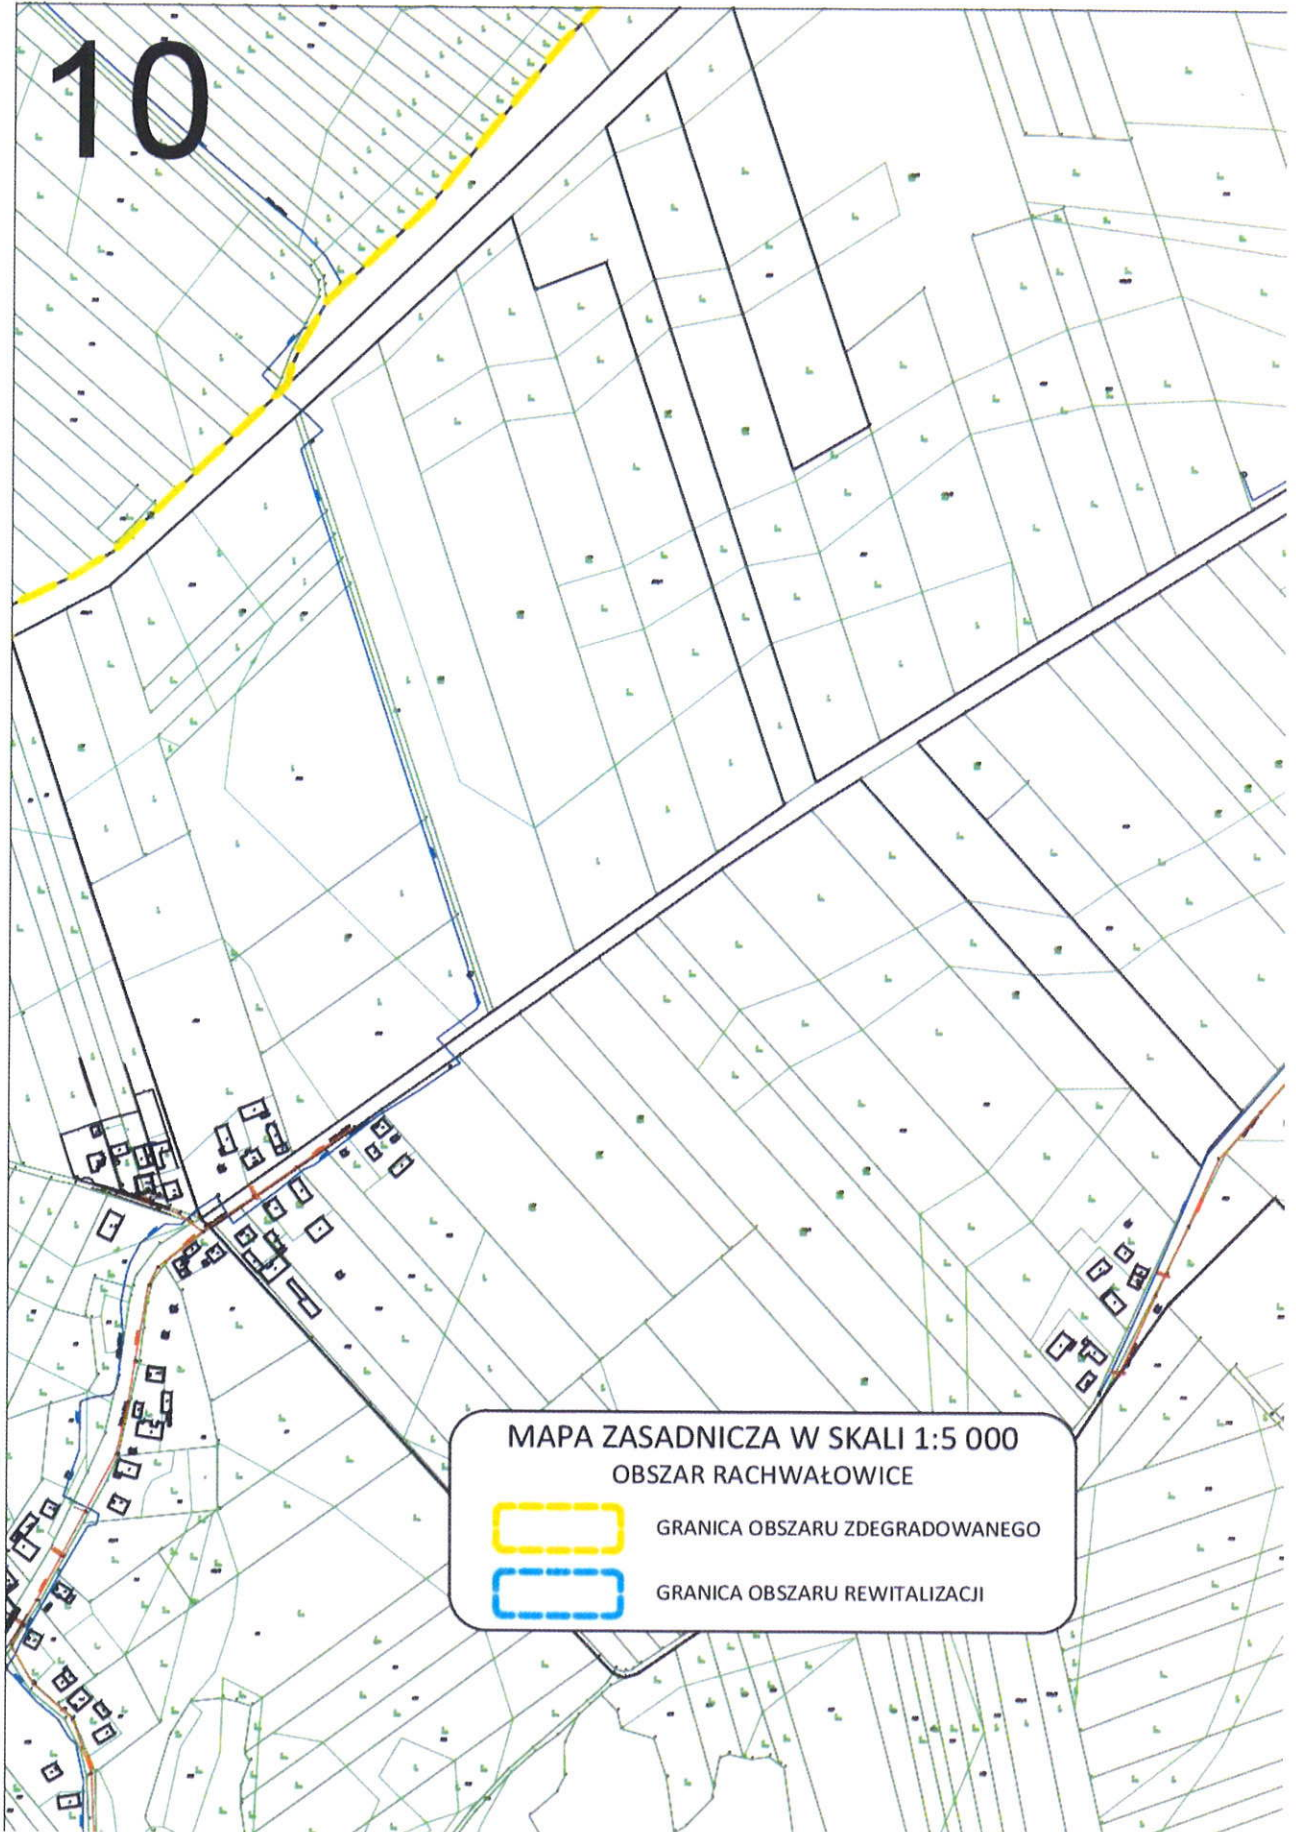 10
MAPA ZASADNICZA W SKALI 1:5 000
OBSZAR RACHWAŁOWICE
GRANICA OBSZARU ZDEGRADOWANEGO
GRANICA OBSZARU REWITALIZACJI